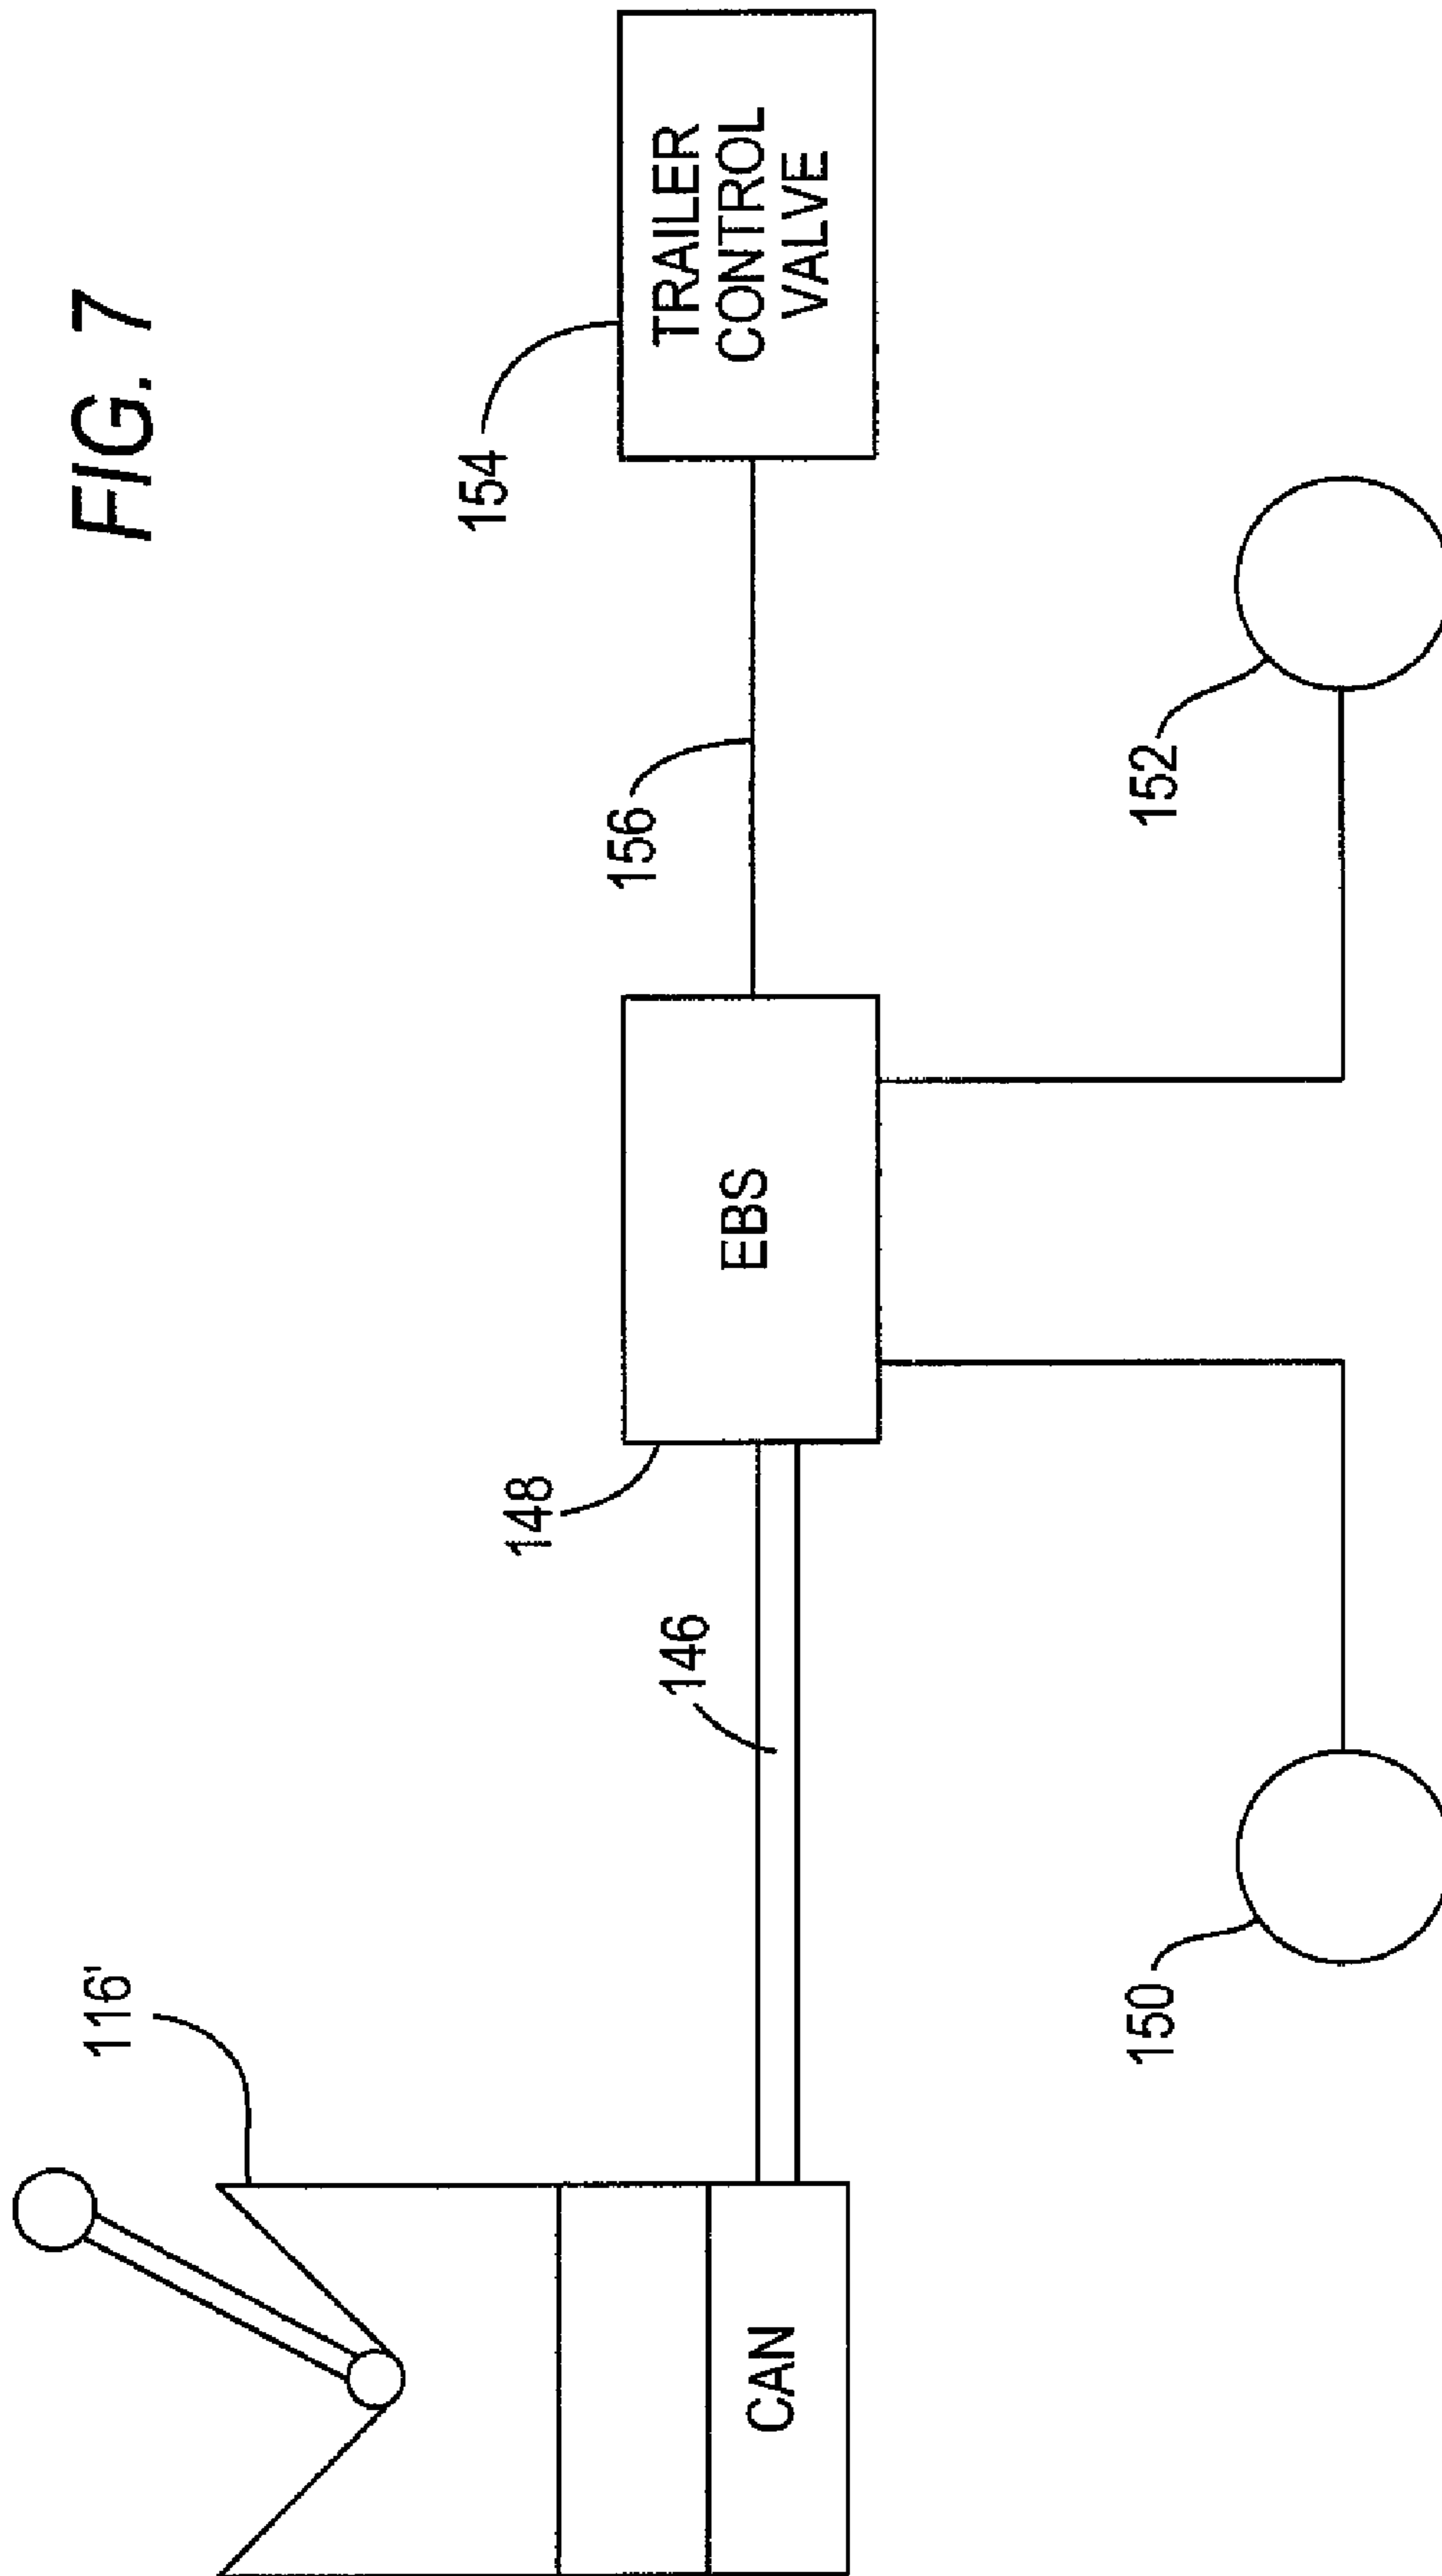 FIG. 7
116'
CAN
146
148
EBS
156
154
TRAILER
CONTROL
VALVE
150
152